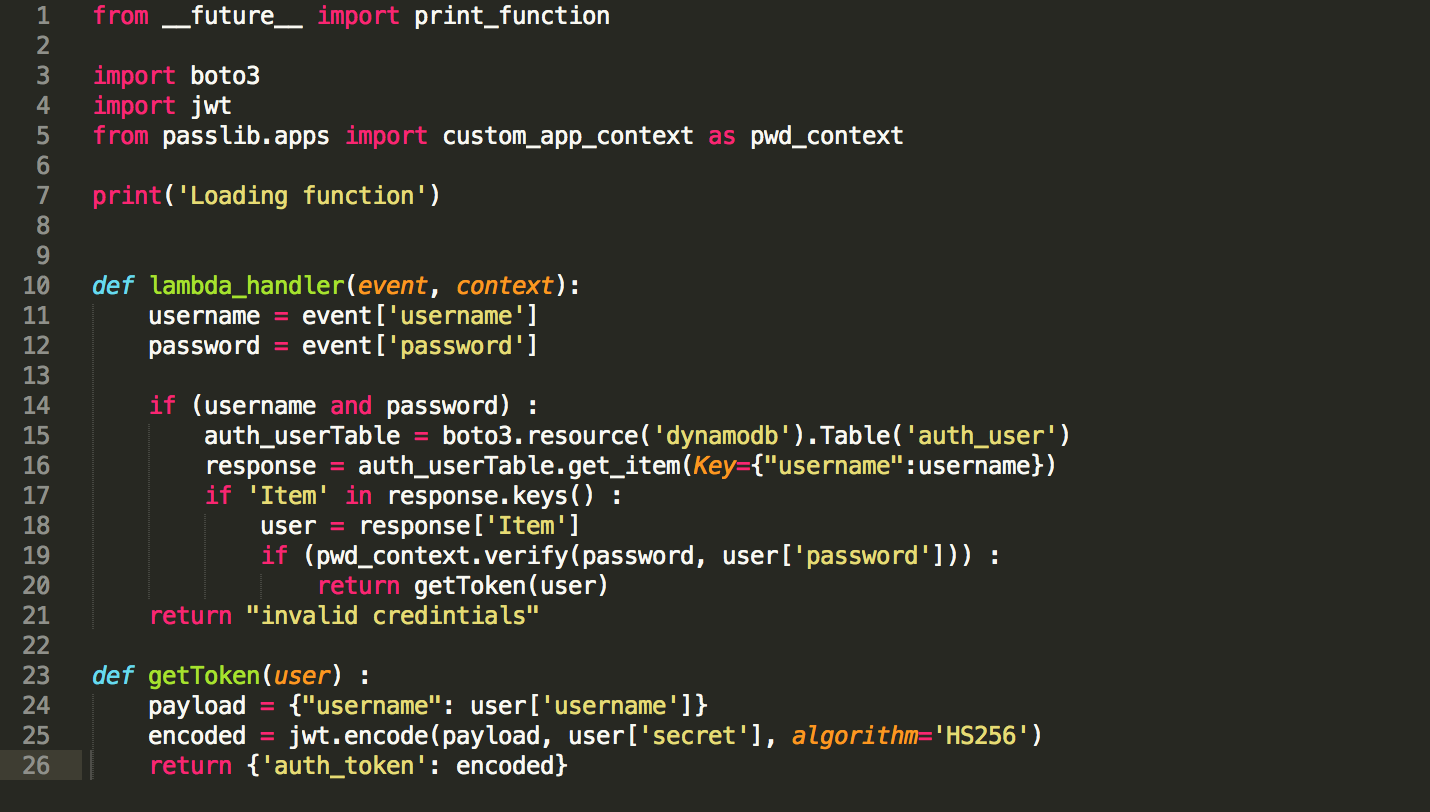 1 from __future__ import print_function
2
3 import boto3
4 import jwt
5 from passlib.apps import custom_app_context as pwd_context
6
7 print('Loading function')
8
9
10 def lambda_handler(event, context):
11     username = event['username']
12     password = event['password']
13
14     if (username and password) :
15         auth_userTable = boto3.resource('dynamodb').Table('auth_user')
16         response = auth_userTable.get_item(Key={"username":username})
17         if 'Item' in response.keys() :
18             user = response['Item']
19             if (pwd_context.verify(password, user['password'])) :
20                 return getToken(user)
21     return "invalid credintials"
22
23 def getToken(user) :
24     payload = {"username": user['username']}
25     encoded = jwt.encode(payload, user['secret'], algorithm='HS256')
26     return {'auth_token': encoded}